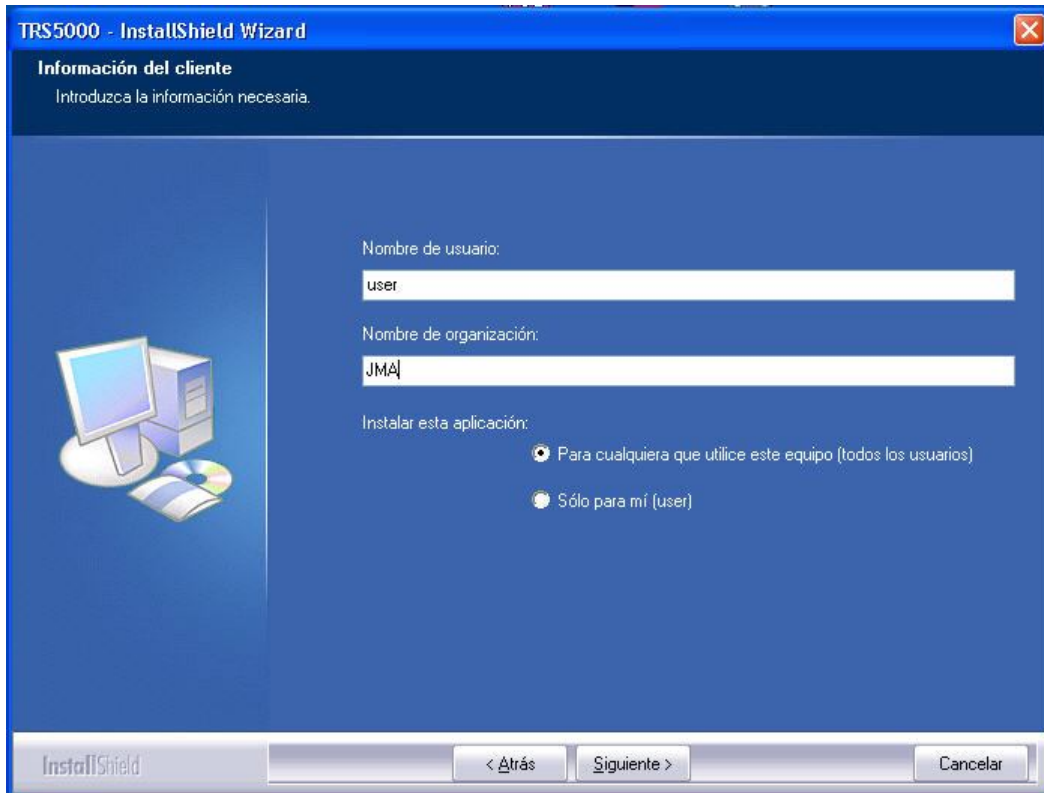 TRS5000 - InstallShield Wizard
Información del cliente
Introduzca la información necesaria.
Nombre de usuario:
user
Nombre de organización:
JMA
Instalar esta aplicación:
Para cualquiera que utilice este equipo (todos los usuarios)
Sólo para mí (user)
InstallShield
< Atrás
Siguiente >
Cancelar